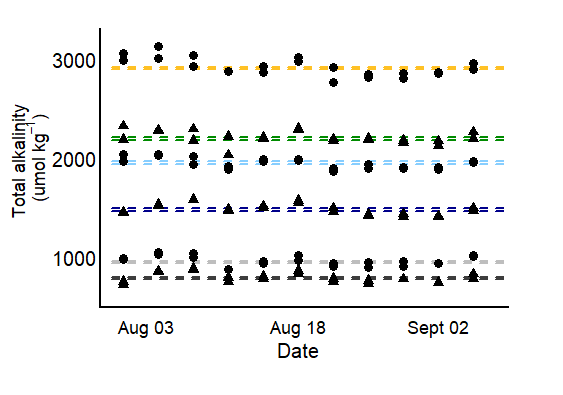 Total alkalinity
(umol kg⁻¹)
3000
2000
1000
Aug 03 Aug 18 Sept 02
Date